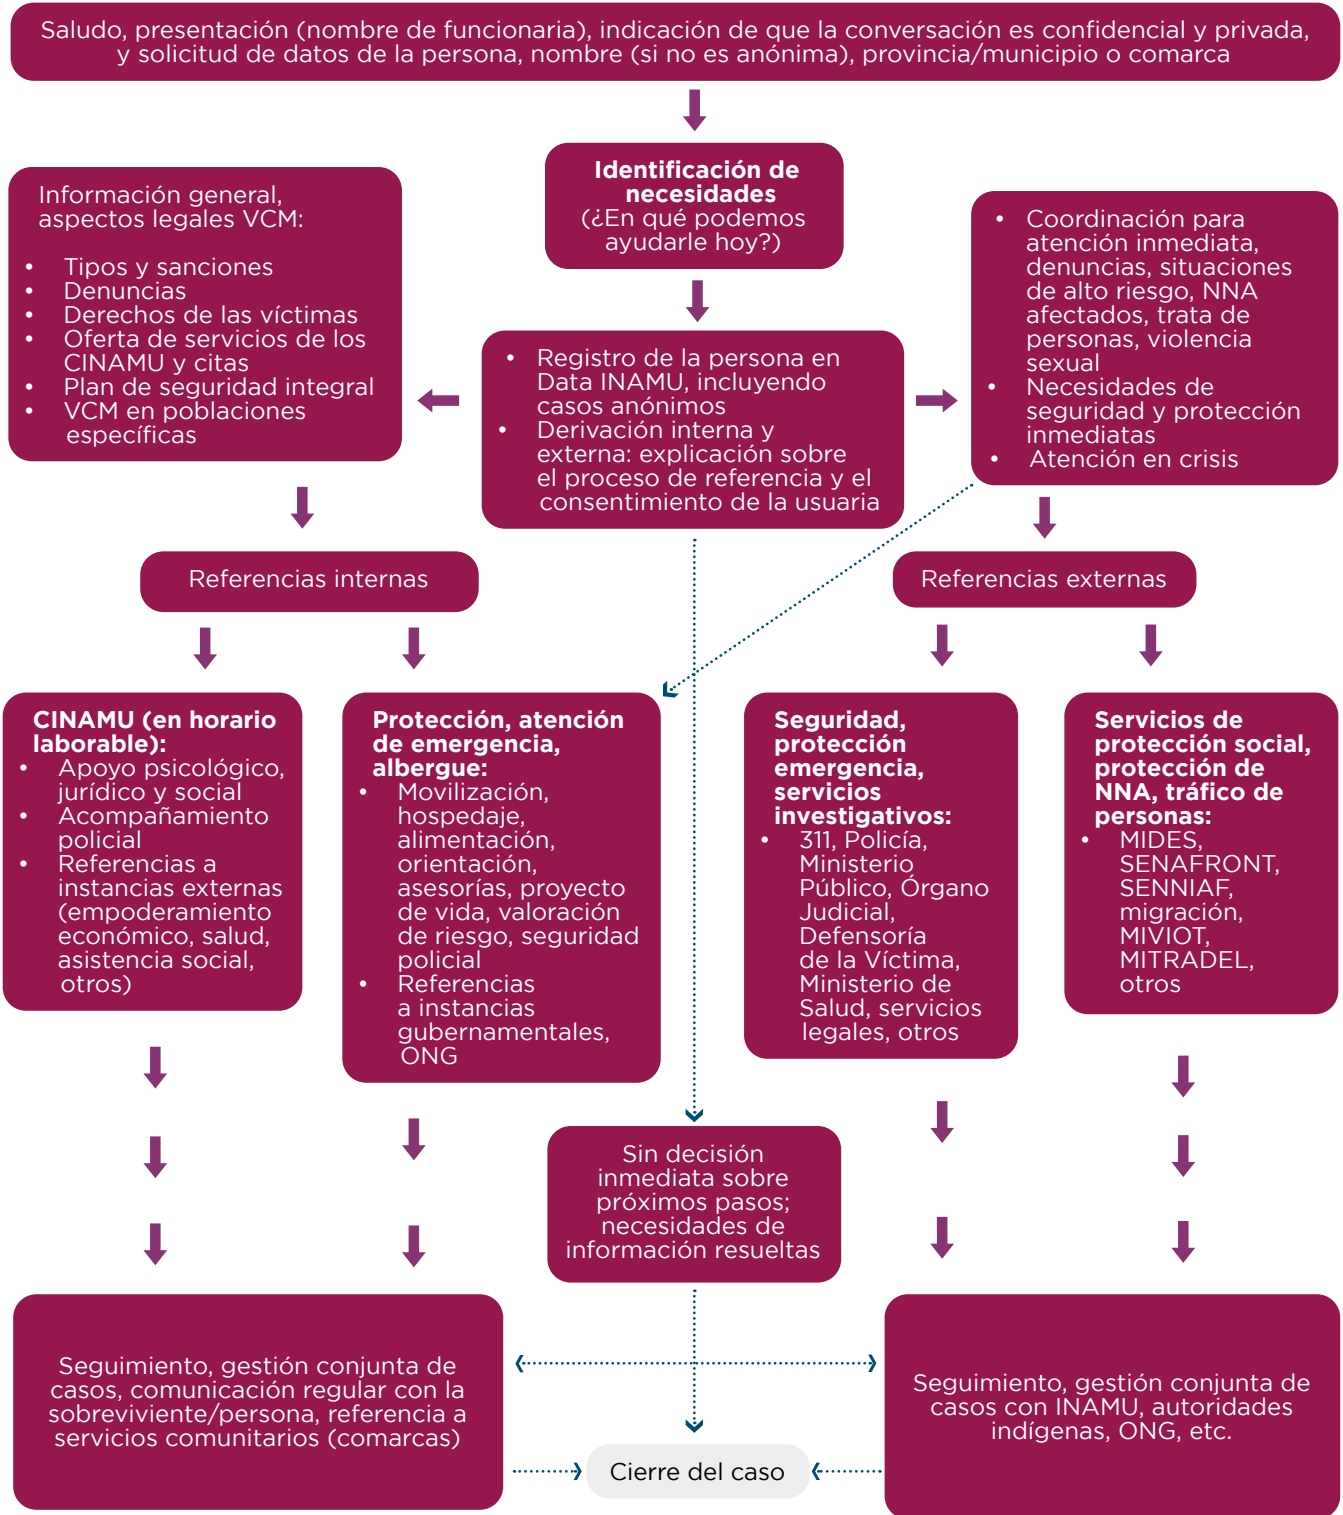 Saludo, presentación (nombre de funcionaria), indicación de que la conversación es confidencial y privada,
y solicitud de datos de la persona, nombre (si no es anónima), provincia/municipio o comarca
Identificación de
necesidades
(¿En qué podemos
ayudarle hoy?)
Información general,
aspectos legales VCM:
• Tipos y sanciones
• Denuncias
• Derechos de las víctimas
• Oferta de servicios de los
CINAMU y citas
• Plan de seguridad integral
• VCM en poblaciones
específicas
• Registro de la persona en
Data INAMU, incluyendo
casos anónimos
• Derivación interna y
externa: explicación sobre
el proceso de referencia y el
consentimiento de la usuaria
• Coordinación para
atención inmediata,
denuncias, situaciones
de alto riesgo, NNA
afectados, trata de
personas, violencia
sexual
• Necesidades de
seguridad y protección
inmediatas
• Atención en crisis
Referencias internas
Referencias externas
CINAMU (en horario
laborable):
• Apoyo psicológico,
jurídico y social
• Acompañamiento
policial
• Referencias a
instancias externas
(empoderamiento
económico, salud,
asistencia social,
otros)
Protección, atención
de emergencia,
albergue:
• Movilización,
hospedaje,
alimentación,
orientación,
asesorías, proyecto
de vida, valoración
de riesgo, seguridad
policial
• Referencias
a instancias
gubernamentales,
ONG
Seguridad,
protección
emergencia,
servicios
investigativos:
• 311, Policía,
Ministerio
Público, Órgano
Judicial,
Defensoría
de la Víctima,
Ministerio de
Salud, servicios
legales, otros
Servicios de
protección social,
protección de
NNA, tráfico de
personas:
• MIDES,
SENAFRONT,
SENNIAF,
migración,
MIVIOT,
MITRADEL,
otros
Sin decisión
inmediata sobre
próximos pasos;
necesidades de
información resueltas
Seguimiento, gestión conjunta de
casos, comunicación regular con la
sobreviviente/persona, referencia a
servicios comunitarios (comarcas)
Seguimiento, gestión conjunta de
casos con INAMU, autoridades
indígenas, ONG, etc.
Cierre del caso